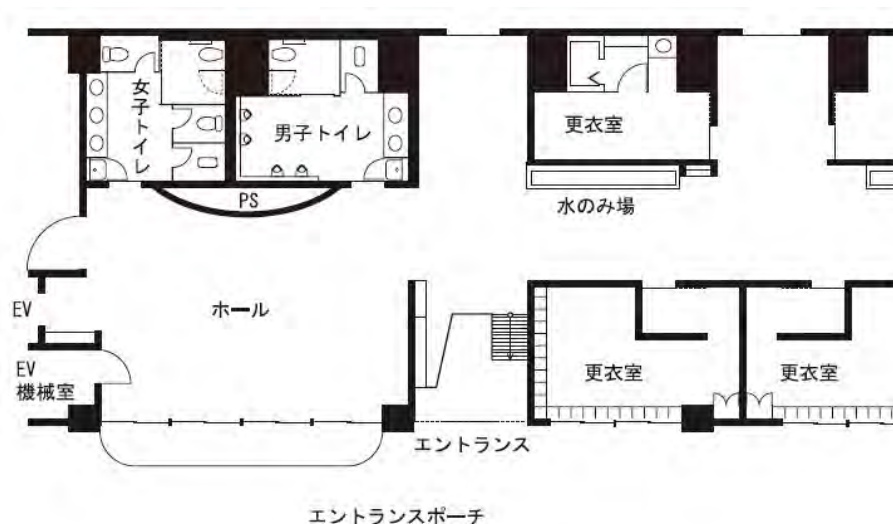 女子トイレ
男子トイレ
更衣室
PS
水のみ場
EV
ホール
EV
機械室
更衣室
更衣室
エントランス
エントランスポーチ